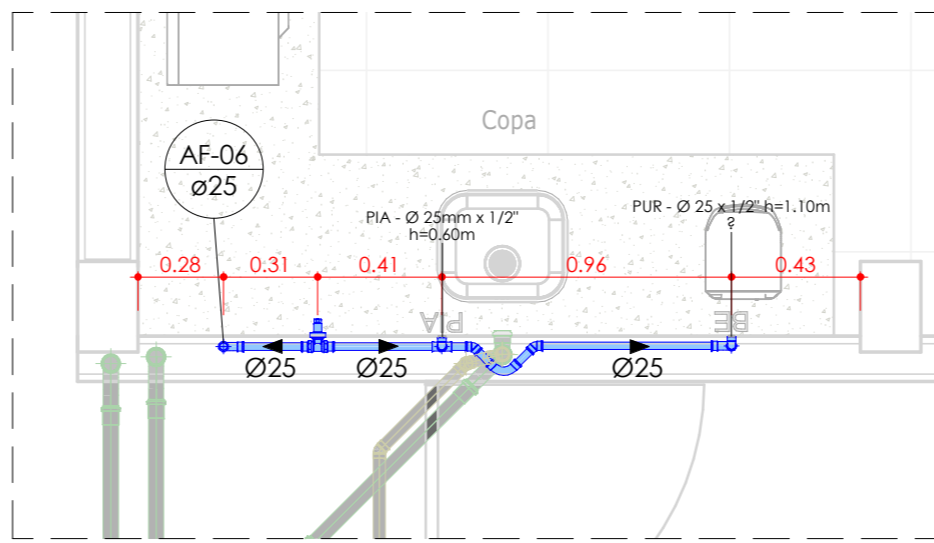 Copa
AF-06
ø25
PIA - Ø 25mm x 1/2"
h=0.60m
PUR - Ø 25 x 1/2" h=1.10m
?
0.28
0.31
0.41
0.96
0.43
PIA
BE
Ø25
Ø25
Ø25